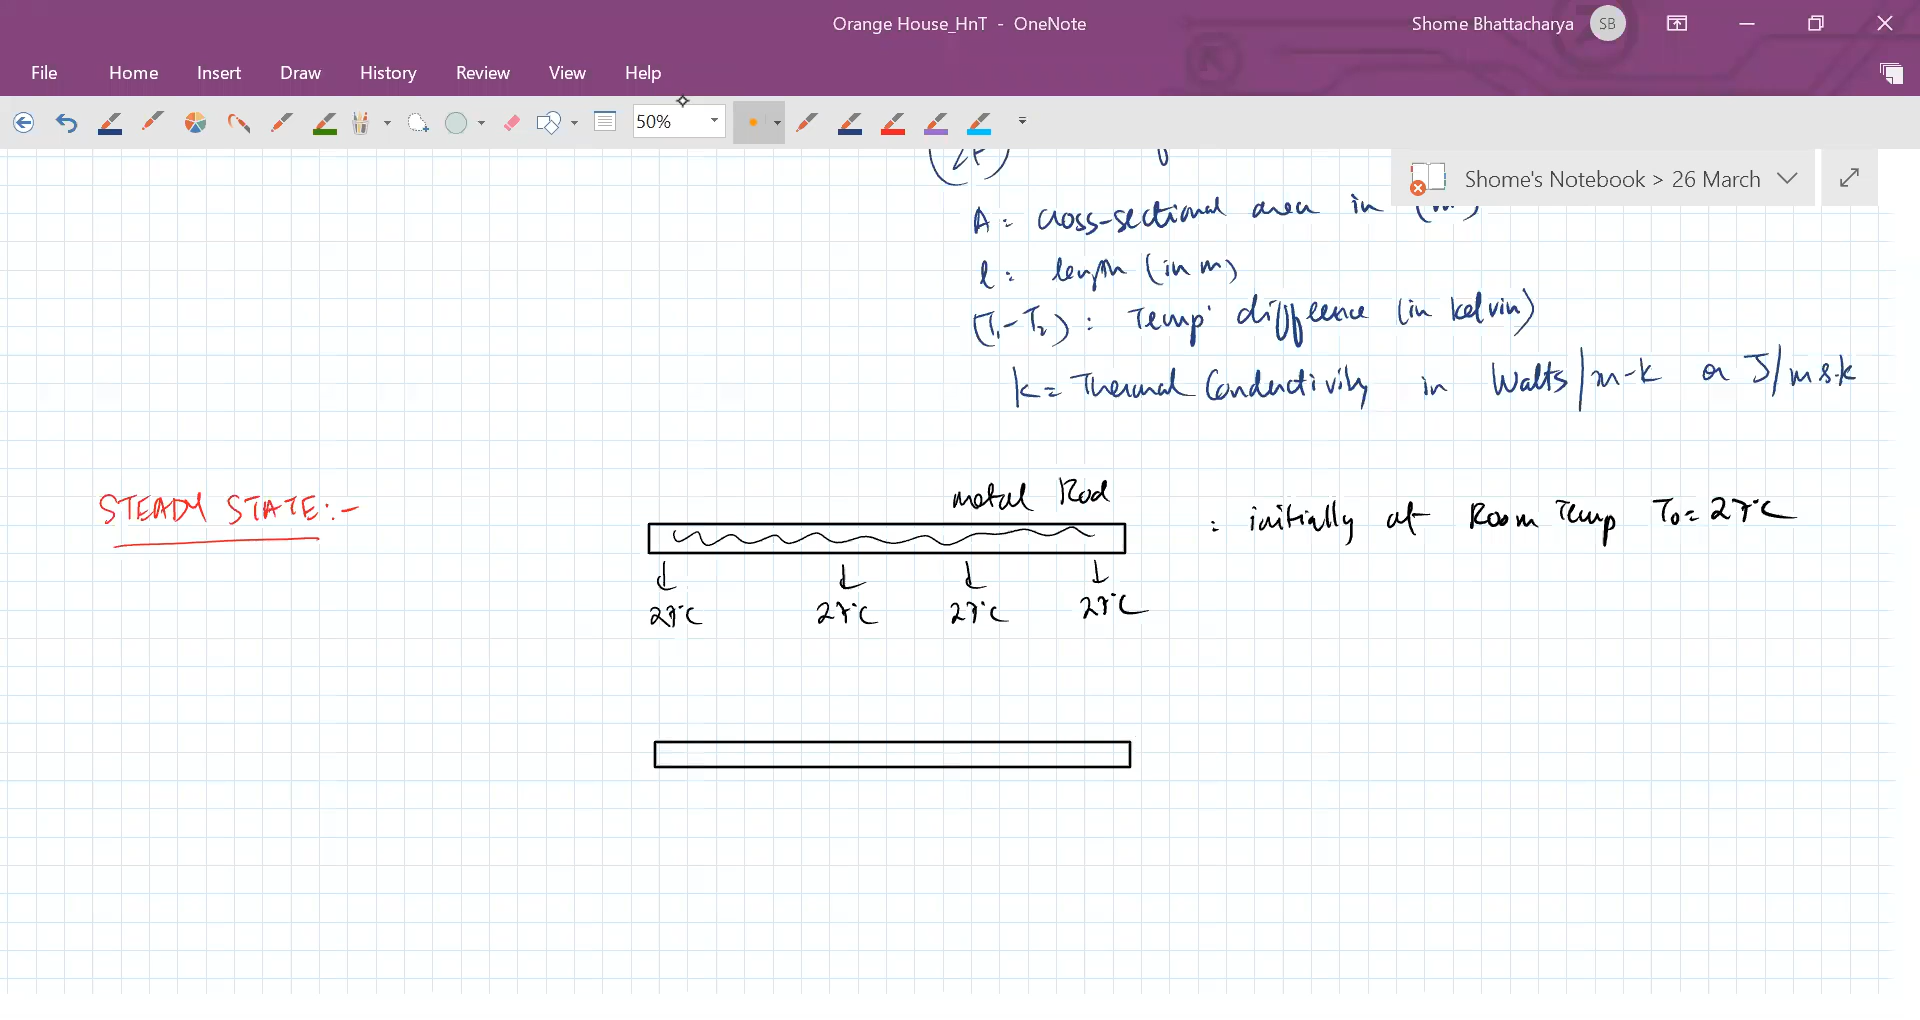 Orange House_HnT - OneNote
Shome Bhattacharya SB
File Home Insert Draw History Review View Help
50%
Shome's Notebook > 26 March
A: cross-sectional area in
l: length (in m)
(T₁-T₂): Temp. difference (in kelvin)
k = Thermal Conductivity in Watts/m-k or J/m s.k
STEADY STATE:-
metal Rod
: initially at Room Temp T₀ = 27°C
27°C 27°C 27°C 27°C